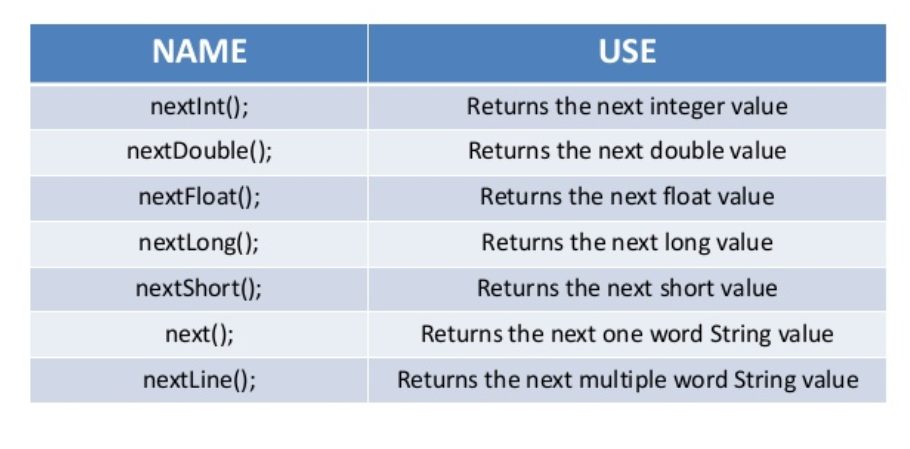 NAME USE
nextInt(); Returns the next integer value
nextDouble(); Returns the next double value
nextFloat(); Returns the next float value
nextLong(); Returns the next long value
nextShort(); Returns the next short value
next(); Returns the next one word String value
nextLine(); Returns the next multiple word String value